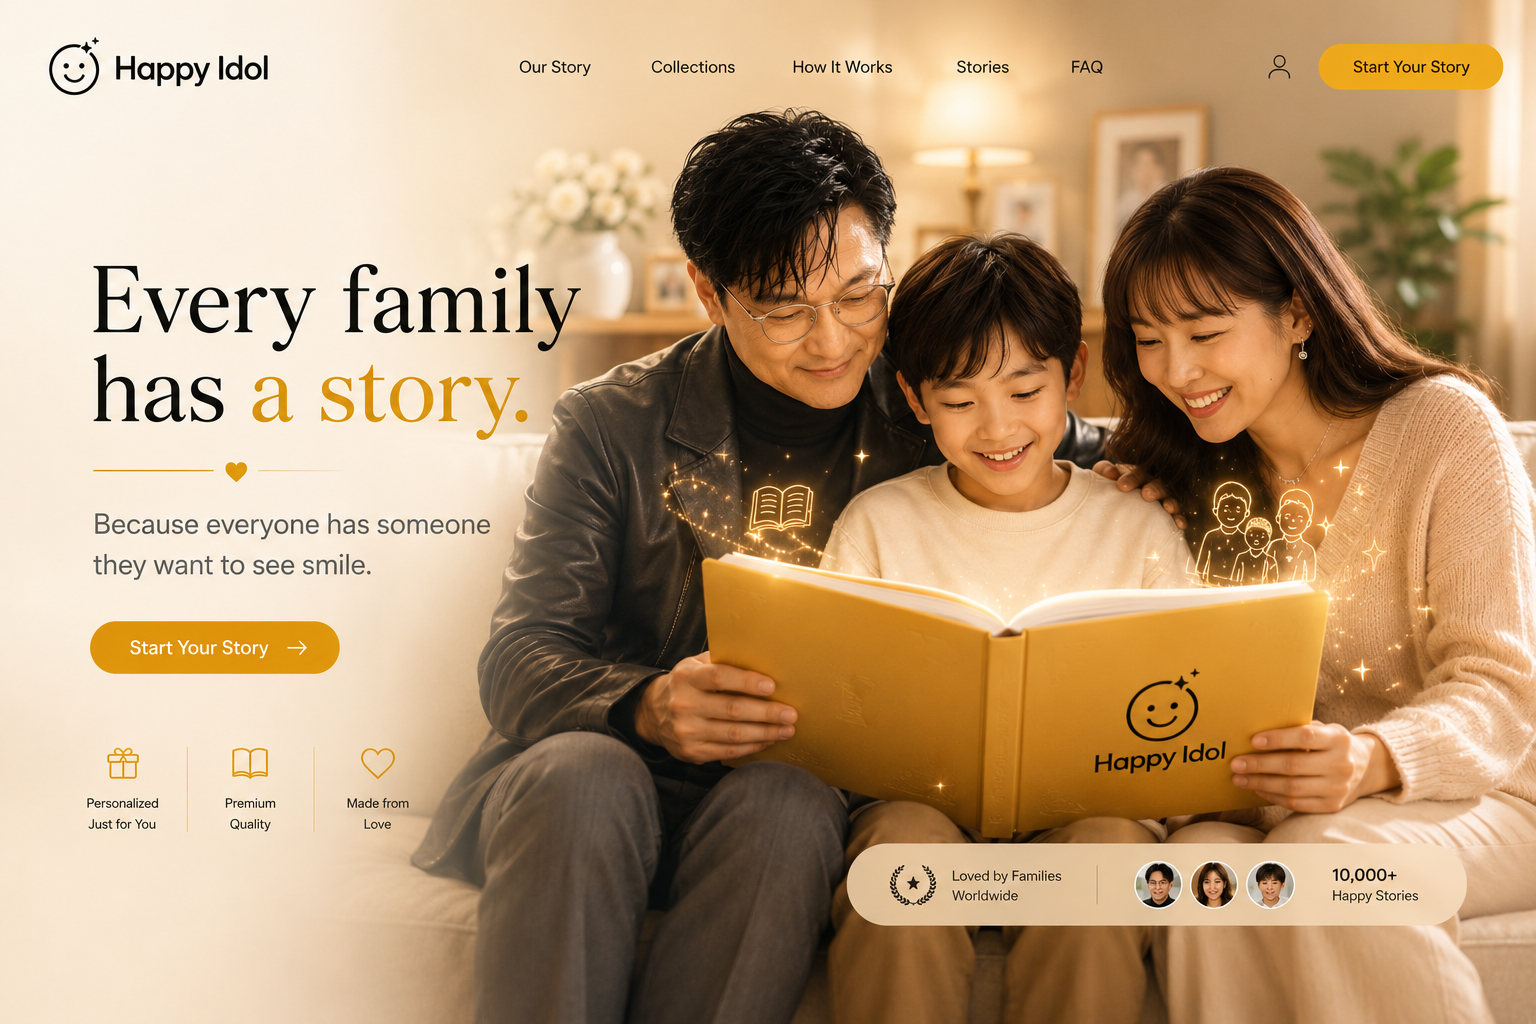 Happy Idol
Our Story
Collections
How It Works
Stories
FAQ
Start Your Story
Every family
has a story.
Because everyone has someone
they want to see smile.
Start Your Story
Personalized
Just for You
Premium
Quality
Made from
Love
Happy Idol
Loved by Families
Worldwide
10,000+
Happy Stories